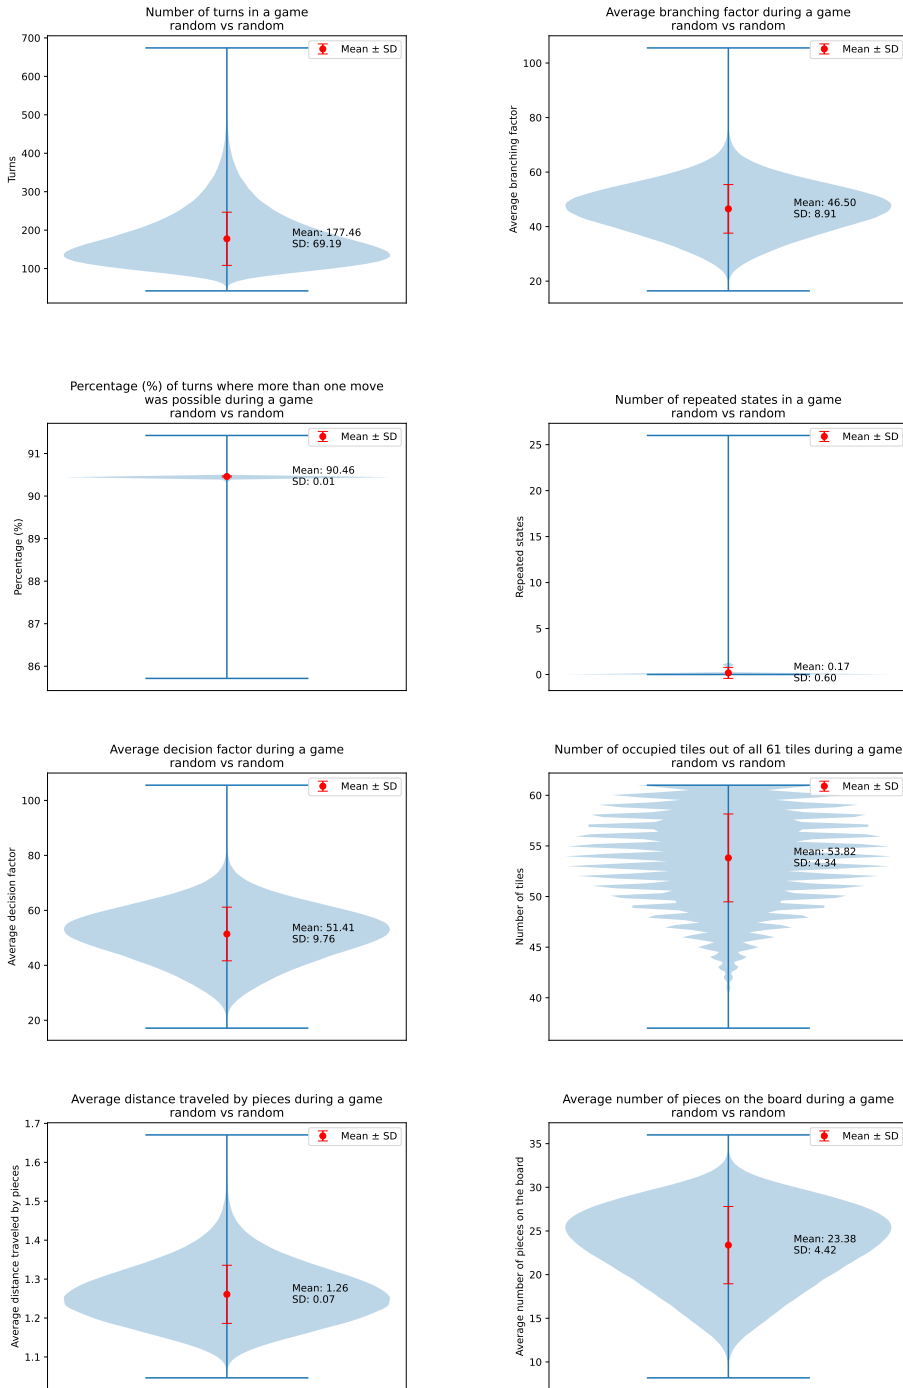 Number of turns in a game
random vs random
Turns
700
600
500
400
300
200
100
Mean ± SD
Mean: 177.46
SD: 69.19
Average branching factor during a game
random vs random
Average branching factor
100
80
60
40
20
Mean ± SD
Mean: 46.50
SD: 8.91
Percentage (%) of turns where more than one move
was possible during a game
random vs random
Percentage (%)
91
90
89
88
87
86
Mean ± SD
Mean: 90.46
SD: 0.01
Number of repeated states in a game
random vs random
Repeated states
25
20
15
10
5
0
Mean ± SD
Mean: 0.17
SD: 0.60
Average decision factor during a game
random vs random
Average decision factor
100
80
60
40
20
Mean ± SD
Mean: 51.41
SD: 9.76
Number of occupied tiles out of all 61 tiles during a game
random vs random
Number of tiles
60
55
50
45
40
Mean ± SD
Mean: 53.82
SD: 4.34
Average distance traveled by pieces during a game
random vs random
Average distance traveled by pieces
1.7
1.6
1.5
1.4
1.3
1.2
1.1
Mean ± SD
Mean: 1.26
SD: 0.07
Average number of pieces on the board during a game
random vs random
Average number of pieces on the board
35
30
25
20
15
10
Mean ± SD
Mean: 23.38
SD: 4.42